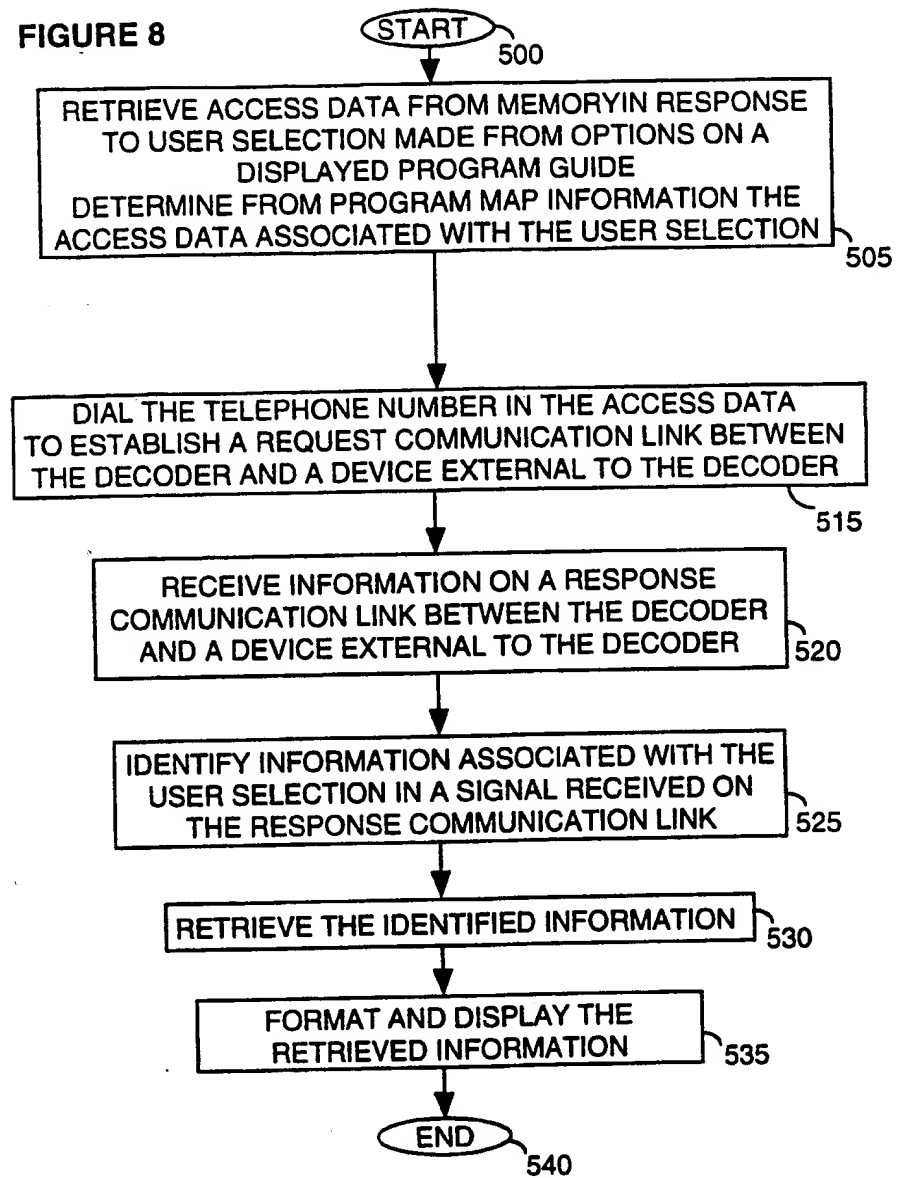 FIGURE 8
START
500
RETRIEVE ACCESS DATA FROM MEMORYIN RESPONSE
TO USER SELECTION MADE FROM OPTIONS ON A
DISPLAYED PROGRAM GUIDE
DETERMINE FROM PROGRAM MAP INFORMATION THE
ACCESS DATA ASSOCIATED WITH THE USER SELECTION
505
DIAL THE TELEPHONE NUMBER IN THE ACCESS DATA
TO ESTABLISH A REQUEST COMMUNICATION LINK BETWEEN
THE DECODER AND A DEVICE EXTERNAL TO THE DECODER
515
RECEIVE INFORMATION ON A RESPONSE
COMMUNICATION LINK BETWEEN THE DECODER
AND A DEVICE EXTERNAL TO THE DECODER
520
IDENTIFY INFORMATION ASSOCIATED WITH THE
USER SELECTION IN A SIGNAL RECEIVED ON
THE RESPONSE COMMUNICATION LINK
525
RETRIEVE THE IDENTIFIED INFORMATION
530
FORMAT AND DISPLAY THE
RETRIEVED INFORMATION
535
END
540